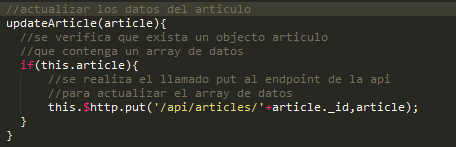 //actualizar los datos del articulo
updateArticle(article){
//se verifica que exista un objecto articulo
//que contenga un array de datos
if(this.article){
//se realiza el llamado put al endpoint de la api
//para actualizar el array de datos
this.$http.put('/api/articles/'+article._id,article);
}
}